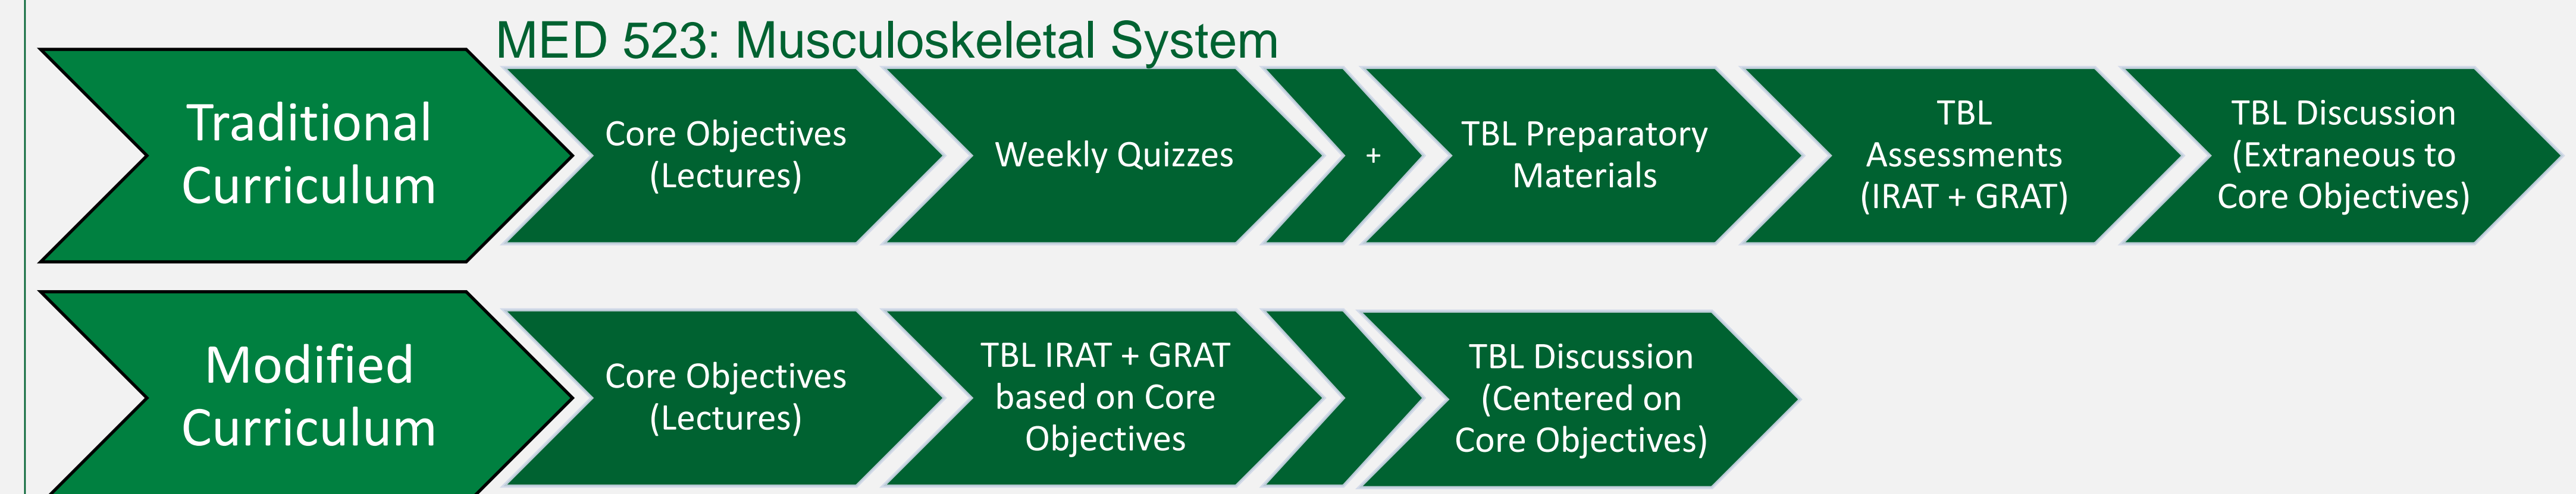 MED 523: Musculoskeletal System
Traditional
Curriculum
Core Objectives
(Lectures)
Weekly Quizzes
+
TBL Preparatory
Materials
TBL
Assessments
(IRAT + GRAT)
TBL Discussion
(Extraneous to
Core Objectives)
Modified
Curriculum
Core Objectives
(Lectures)
TBL IRAT + GRAT
based on Core
Objectives
TBL Discussion
(Centered on
Core Objectives)